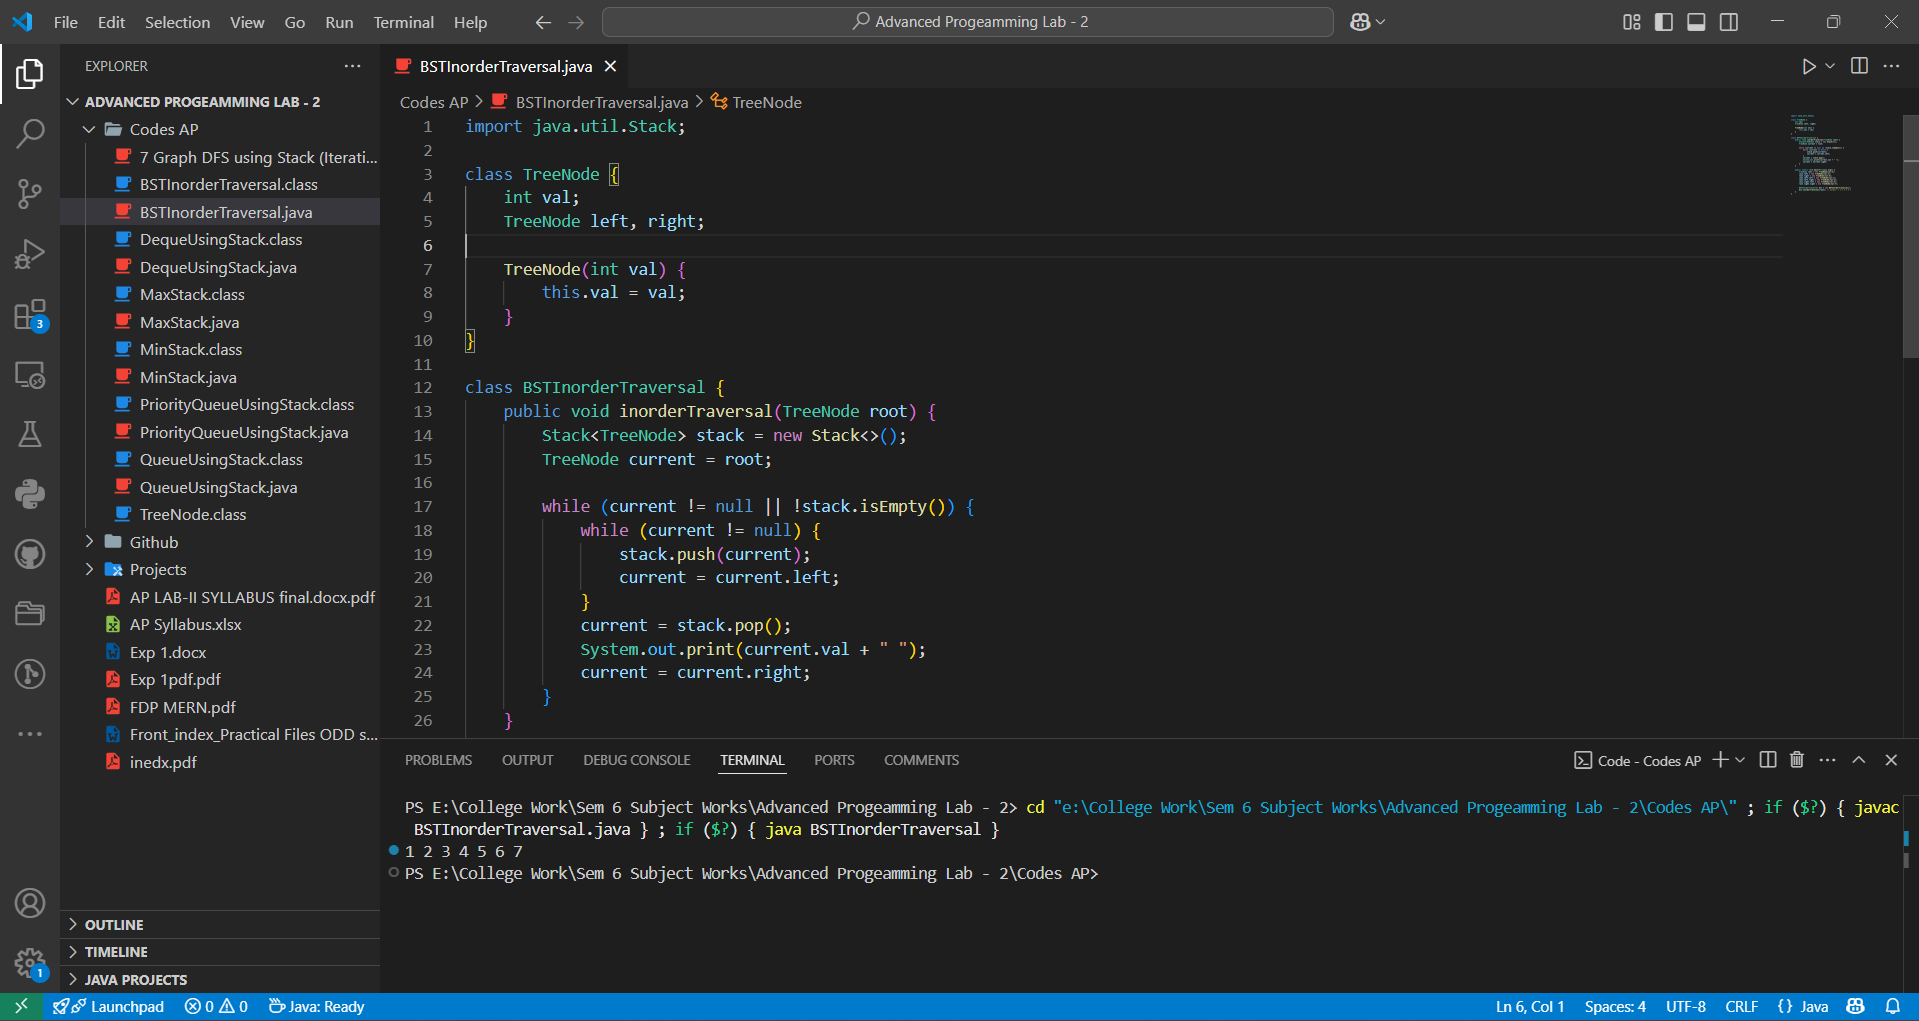 File Edit Selection View Go Run Terminal Help
Advanced Progeamming Lab - 2
EXPLORER
ADVANCED PROGEAMMING LAB - 2
Codes AP
7 Graph DFS using Stack (Iterati...
BSTInorderTraversal.class
BSTInorderTraversal.java
DequeUsingStack.class
DequeUsingStack.java
MaxStack.class
MaxStack.java
MinStack.class
MinStack.java
PriorityQueueUsingStack.class
PriorityQueueUsingStack.java
QueueUsingStack.class
QueueUsingStack.java
TreeNode.class
Github
Projects
AP LAB-II SYLLABUS final.docx.pdf
AP Syllabus.xlsx
Exp 1.docx
Exp 1pdf.pdf
FDP MERN.pdf
Front_index_Practical Files ODD s...
inedx.pdf
OUTLINE
TIMELINE
JAVA PROJECTS
3
1
BSTInorderTraversal.java
Codes AP > BSTInorderTraversal.java > TreeNode
1 import java.util.Stack;
2
3 class TreeNode {
4 int val;
5 TreeNode left, right;
6
7 TreeNode(int val) {
8 this.val = val;
9 }
10 }
11
12 class BSTInorderTraversal {
13 public void inorderTraversal(TreeNode root) {
14 Stack<TreeNode> stack = new Stack<>();
15 TreeNode current = root;
16
17 while (current != null || !stack.isEmpty()) {
18 while (current != null) {
19 stack.push(current);
20 current = current.left;
21 }
22 current = stack.pop();
23 System.out.print(current.val + " ");
24 current = current.right;
25 }
26 }
PROBLEMS OUTPUT DEBUG CONSOLE TERMINAL PORTS COMMENTS
Code - Codes AP
PS E:\College Work\Sem 6 Subject Works\Advanced Progeamming Lab - 2> cd "e:\College Work\Sem 6 Subject Works\Advanced Progeamming Lab - 2\Codes AP\" ; if ($?) { javac
BSTInorderTraversal.java } ; if ($?) { java BSTInorderTraversal }
1 2 3 4 5 6 7
PS E:\College Work\Sem 6 Subject Works\Advanced Progeamming Lab - 2\Codes AP>
Launchpad 0 0 Java: Ready
Ln 6, Col 1 Spaces: 4 UTF-8 CRLF {} Java